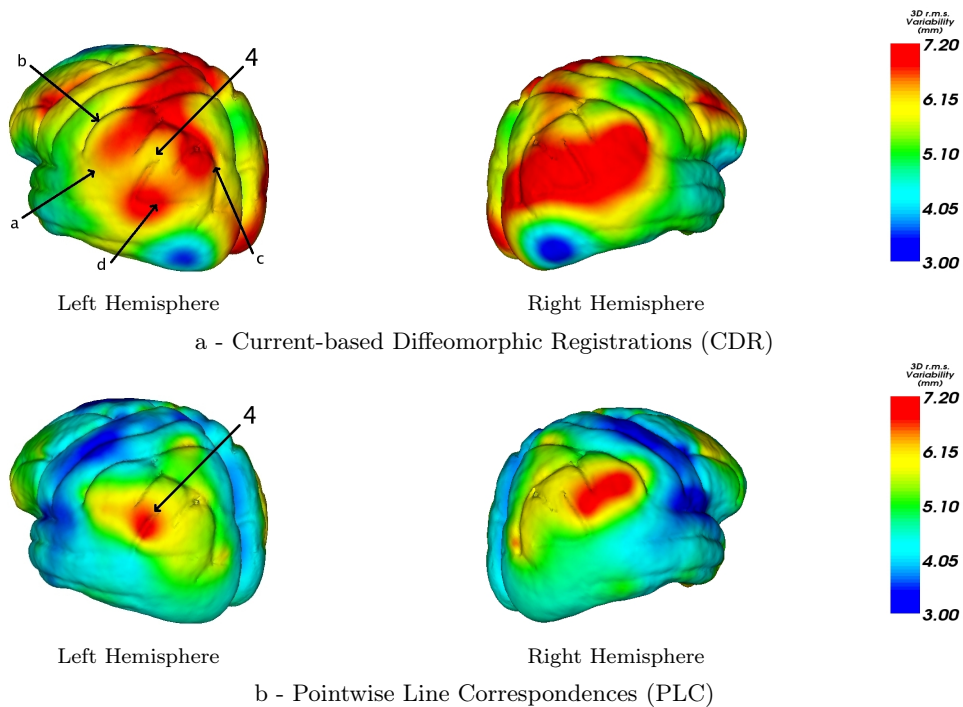 3D r.m.s.
Variability
(mm)
7.20
6.15
5.10
4.05
3.00
b
4
a
d
c
Left Hemisphere
Right Hemisphere
a - Current-based Diffeomorphic Registrations (CDR)
3D r.m.s.
Variability
(mm)
7.20
6.15
5.10
4.05
3.00
4
Left Hemisphere
Right Hemisphere
b - Pointwise Line Correspondences (PLC)